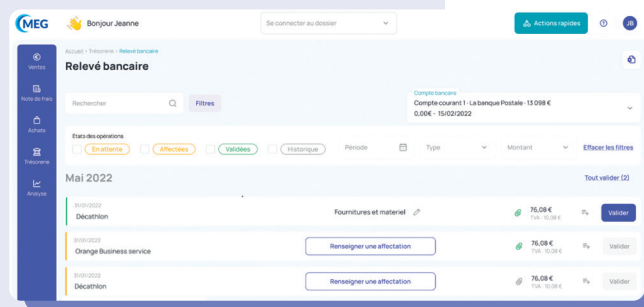 MEG
Bonjour Jeanne
Se connecter au dossier
Actions rapides
JB
Accueil > Trésorerie > Relevé bancaire
Relevé bancaire
Ventes
Note de frais
Achats
Trésorerie
Analyse
Rechercher
Filtres
Compte bancaire
Compte courant 1 - La banque Postale - 13 098 €
0,00€ - 15/02/2022
Etats des opérations
En attente
Affectées
Validées
Historique
Période
Type
Montant
Effacer les filtres
Mai 2022
Tout valider (2)
31/01/2022
Décathlon
Fournitures et materiel
76,08 €
TVA : 10,08 €
Valider
31/01/2022
Orange Business service
Renseigner une affectation
76,08 €
TVA : 10,08 €
Valider
31/01/2022
Décathlon
Renseigner une affectation
76,08 €
TVA : 10,08 €
Valider